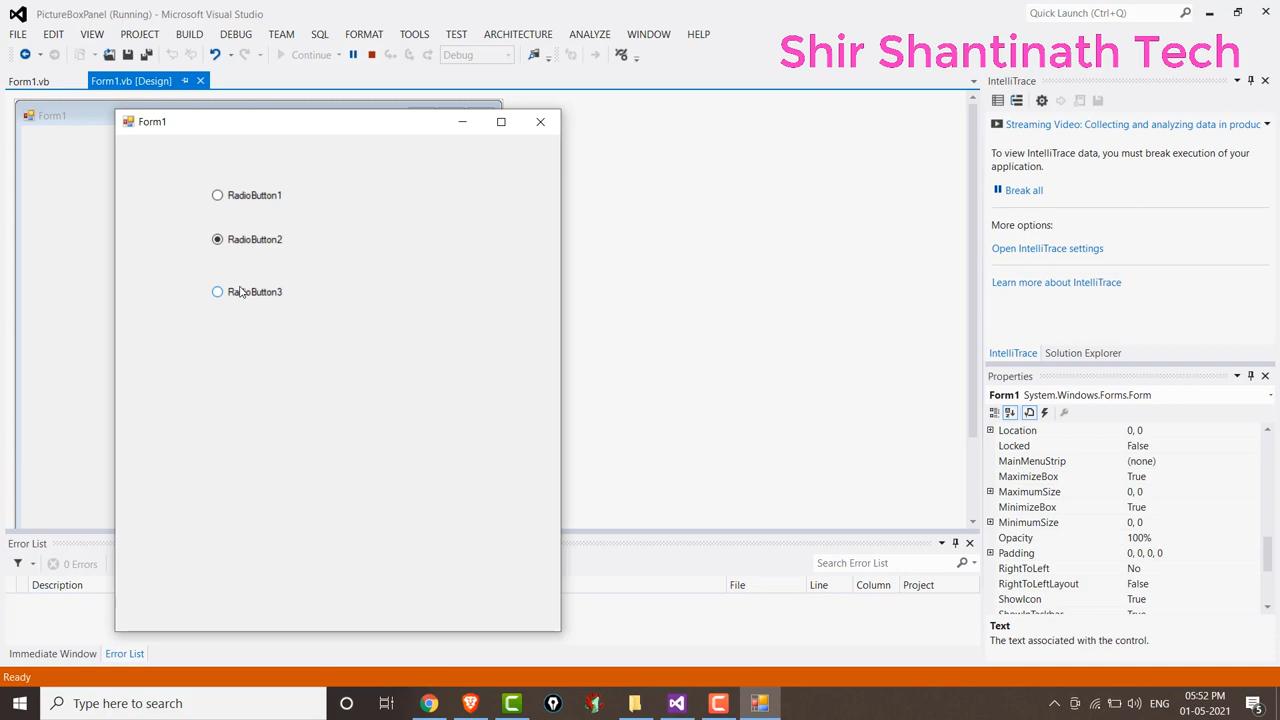 PictureBoxPanel (Running) - Microsoft Visual Studio
Quick Launch (Ctrl+Q)
FILE EDIT VIEW PROJECT BUILD DEBUG TEAM SQL FORMAT TOOLS TEST ARCHITECTURE ANALYZE WINDOW HELP
Continue Debug
Shir Shantinath Tech
Form1.vb Form1.vb [Design]
IntelliTrace
Form1
Form1
Streaming Video: Collecting and analyzing data in produc
To view IntelliTrace data, you must break execution of your
application.
Break all
RadioButton1
More options:
RadioButton2
Open IntelliTrace settings
Learn more about IntelliTrace
RadioButton3
IntelliTrace Solution Explorer
Properties
Form1 System.Windows.Forms.Form
Location 0, 0
Locked False
MainMenuStrip (none)
MaximizeBox True
MaximumSize 0, 0
MinimizeBox True
MinimumSize 0, 0
Opacity 100%
Padding 0, 0, 0, 0
RightToLeft No
RightToLeftLayout False
ShowIcon True
ShowInTaskbar True
Text
The text associated with the control.
Error List
0 Errors
Search Error List
Description File Line Column Project
Immediate Window Error List
Ready
Type here to search
ENG
05:52 PM
01-05-2021
5